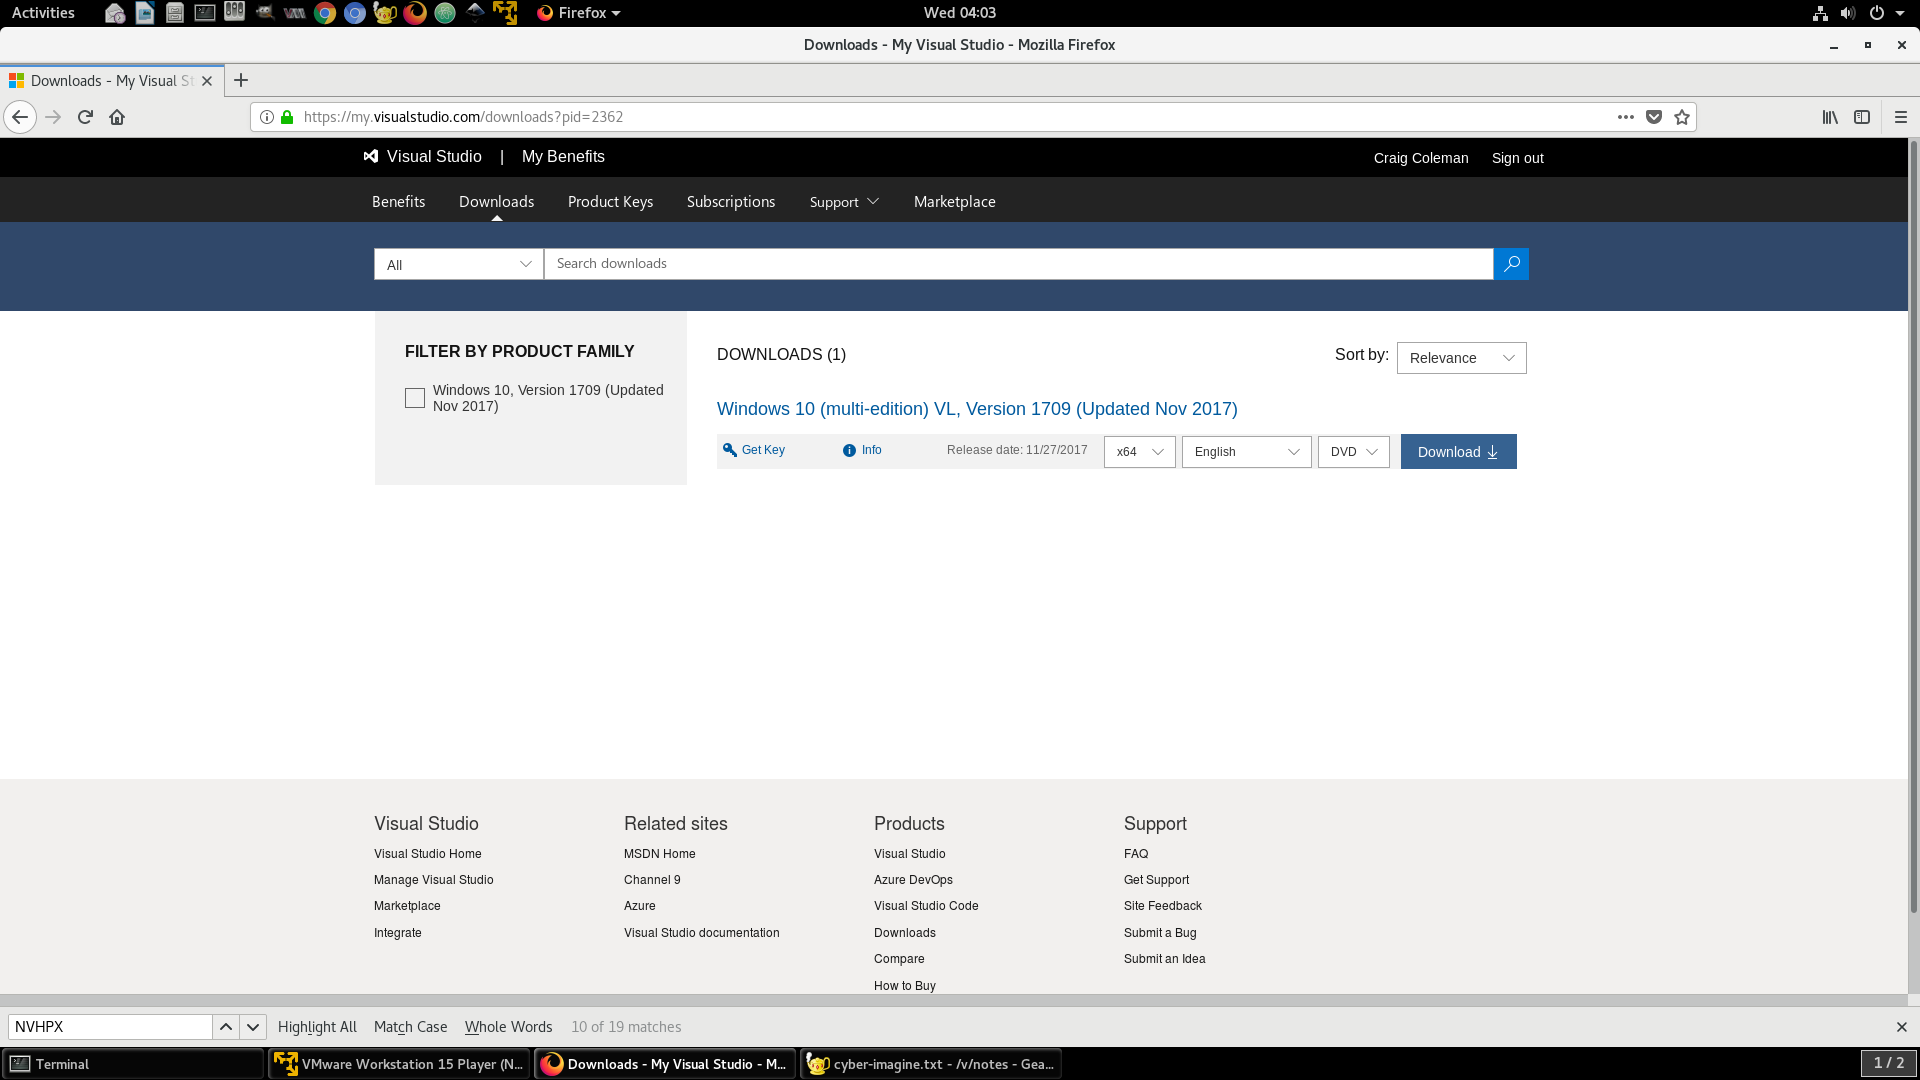 Activities
Firefox
Wed 04:03
Downloads - My Visual Studio - Mozilla Firefox
Downloads - My Visual St
https://my.visualstudio.com/downloads?pid=2362
Visual Studio | My Benefits
Craig Coleman Sign out
Benefits Downloads Product Keys Subscriptions Support Marketplace
All Search downloads
FILTER BY PRODUCT FAMILY
Windows 10, Version 1709 (Updated
Nov 2017)
DOWNLOADS (1)
Sort by: Relevance
Windows 10 (multi-edition) VL, Version 1709 (Updated Nov 2017)
Get Key Info Release date: 11/27/2017 x64 English DVD Download
Visual Studio
Visual Studio Home
Manage Visual Studio
Marketplace
Integrate
Related sites
MSDN Home
Channel 9
Azure
Visual Studio documentation
Products
Visual Studio
Azure DevOps
Visual Studio Code
Downloads
Compare
How to Buy
Support
FAQ
Get Support
Site Feedback
Submit a Bug
Submit an Idea
NVHPX Highlight All Match Case Whole Words 10 of 19 matches
Terminal
VMware Workstation 15 Player (N...
Downloads - My Visual Studio - M...
cyber-imagine.txt - /v/notes - Gea...
1 / 2